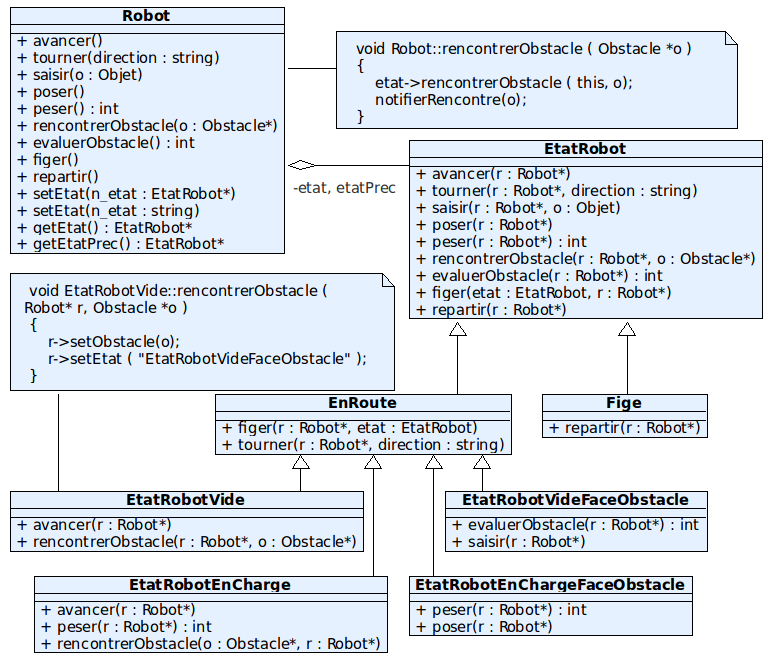 Robot
+ avancer()
+ tourner(direction : string)
+ saisir(o : Objet)
+ poser()
+ peser() : int
+ rencontrerObstacle(o : Obstacle*)
+ evaluerObstacle() : int
+ figer()
+ repartir()
+ setEtat(n_etat : EtatRobot*)
+ setEtat(n_etat : string)
+ getEtat() : EtatRobot*
+ getEtatPrec() : EtatRobot*
void Robot::rencontrerObstacle ( Obstacle *o )
{
etat->rencontrerObstacle ( this, o);
notifierRencontre(o);
}
-etat, etatPrec
EtatRobot
+ avancer(r : Robot*)
+ tourner(r : Robot*, direction : string)
+ saisir(r : Robot*, o : Objet)
+ poser(r : Robot*)
+ peser(r : Robot*) : int
+ rencontrerObstacle(r : Robot*, o : Obstacle*)
+ evaluerObstacle(r : Robot*) : int
+ figer(etat : EtatRobot, r : Robot*)
+ repartir(r : Robot*)
void EtatRobotVide::rencontrerObstacle (
Robot* r, Obstacle *o )
{
r->setObstacle(o);
r->setEtat ( "EtatRobotVideFaceObstacle" );
}
EnRoute
+ figer(r : Robot*, etat : EtatRobot)
+ tourner(r : Robot*, direction : string)
Fige
+ repartir(r : Robot*)
EtatRobotVide
+ avancer(r : Robot*)
+ rencontrerObstacle(r : Robot*, o : Obstacle*)
EtatRobotVideFaceObstacle
+ evaluerObstacle(r : Robot*) : int
+ saisir(r : Robot*)
EtatRobotEnCharge
+ avancer(r : Robot*)
+ peser(r : Robot*) : int
+ rencontrerObstacle(o : Obstacle*, r : Robot*)
EtatRobotEnChargeFaceObstacle
+ peser(r : Robot*) : int
+ poser(r : Robot*)